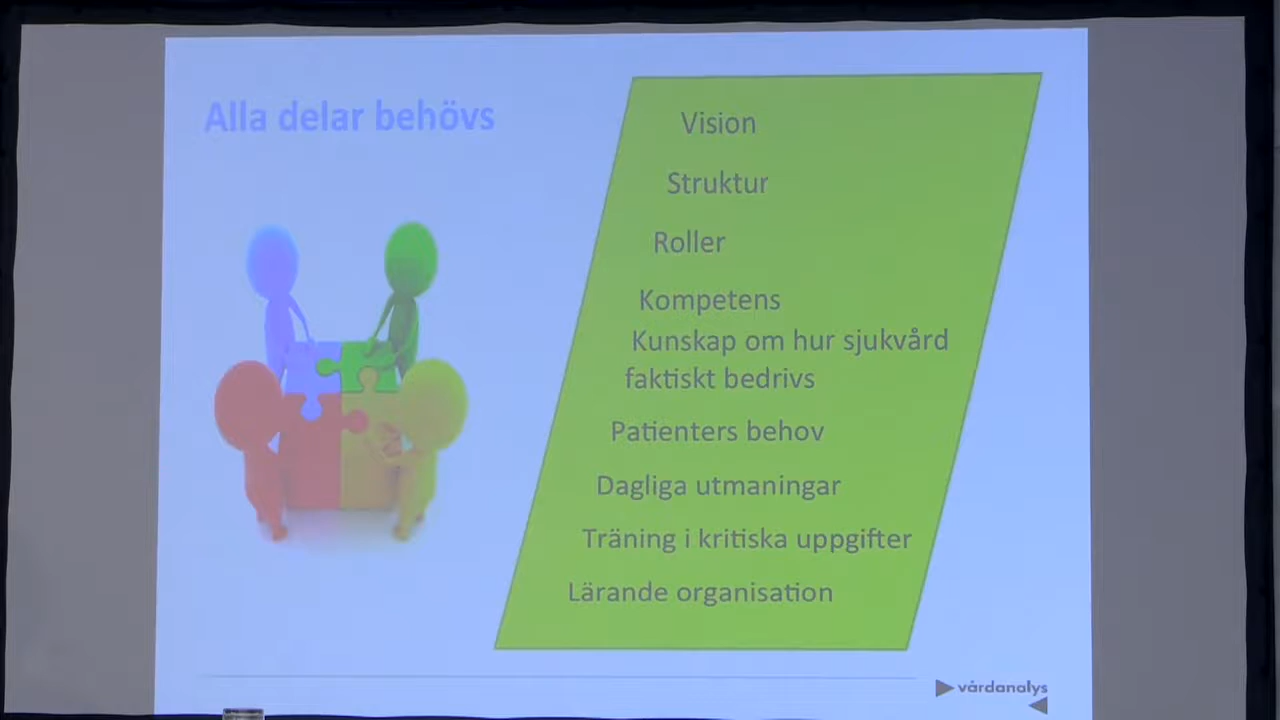 Alla delar behövs
Vision
Struktur
Roller
Kompetens
Kunskap om hur sjukvård
faktiskt bedrivs
Patienters behov
Dagliga utmaningar
Träning i kritiska uppgifter
Lärande organisation
vårdanalys